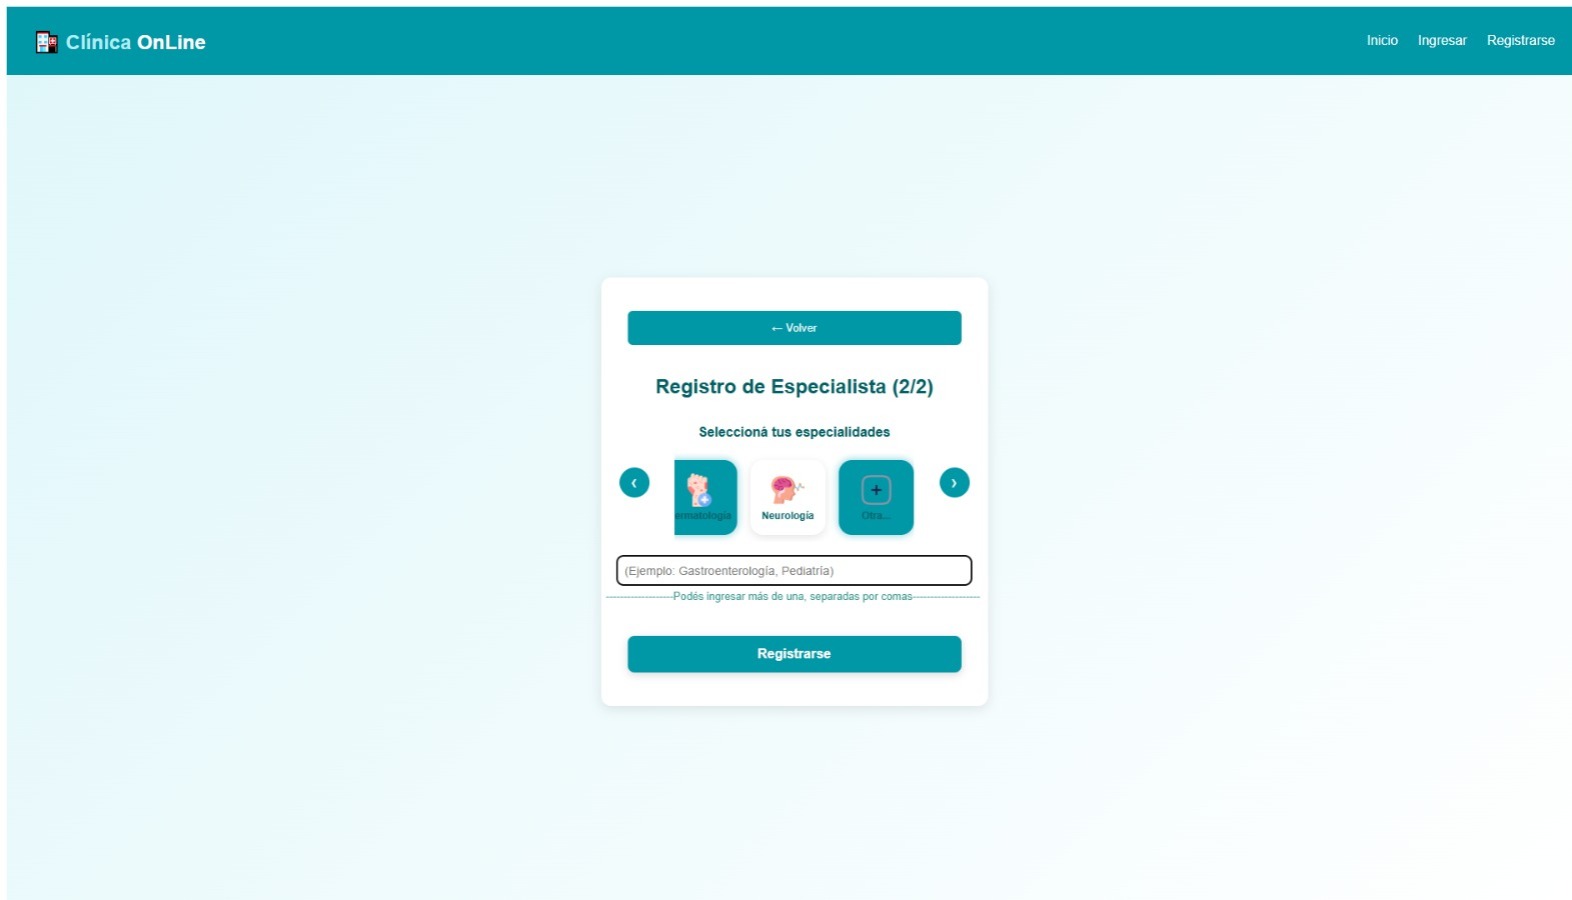 Clínica OnLine
Inicio Ingresar Registrarse
← Volver
Registro de Especialista (2/2)
Seleccioná tus especialidades
‹ ermatología Neurología + Otra... ›
(Ejemplo: Gastroenterología, Pediatría)
-------------------Podés ingresar más de una, separadas por comas-------------------
Registrarse